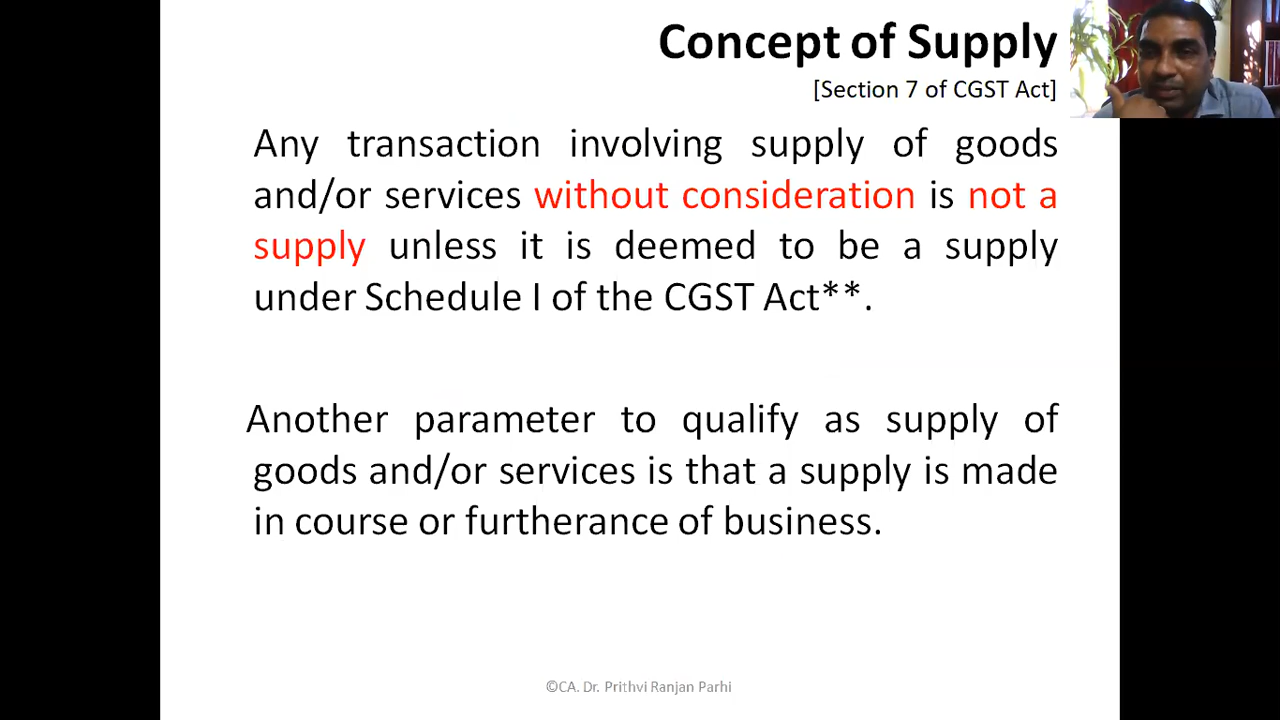 Concept of Supply
[Section 7 of CGST Act]
Any transaction involving supply of goods
and/or services without consideration is not a
supply unless it is deemed to be a supply
under Schedule I of the CGST Act**.
Another parameter to qualify as supply of
goods and/or services is that a supply is made
in course or furtherance of business.
©CA. Dr. Prithvi Ranjan Parhi